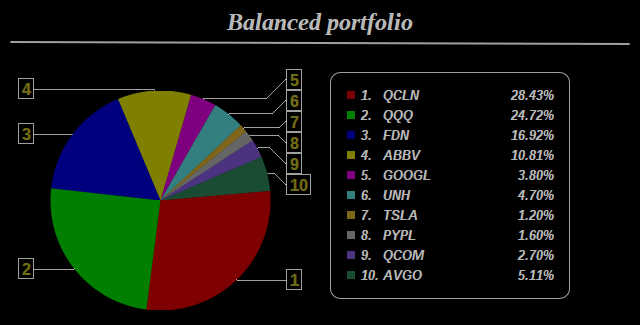 Balanced portfolio
4
3
2
5
6
7
8
9
10
1
1. QCLN 28.43%
2. QQQ 24.72%
3. FDN 16.92%
4. ABBV 10.81%
5. GOOGL 3.80%
6. UNH 4.70%
7. TSLA 1.20%
8. PYPL 1.60%
9. QCOM 2.70%
10. AVGO 5.11%